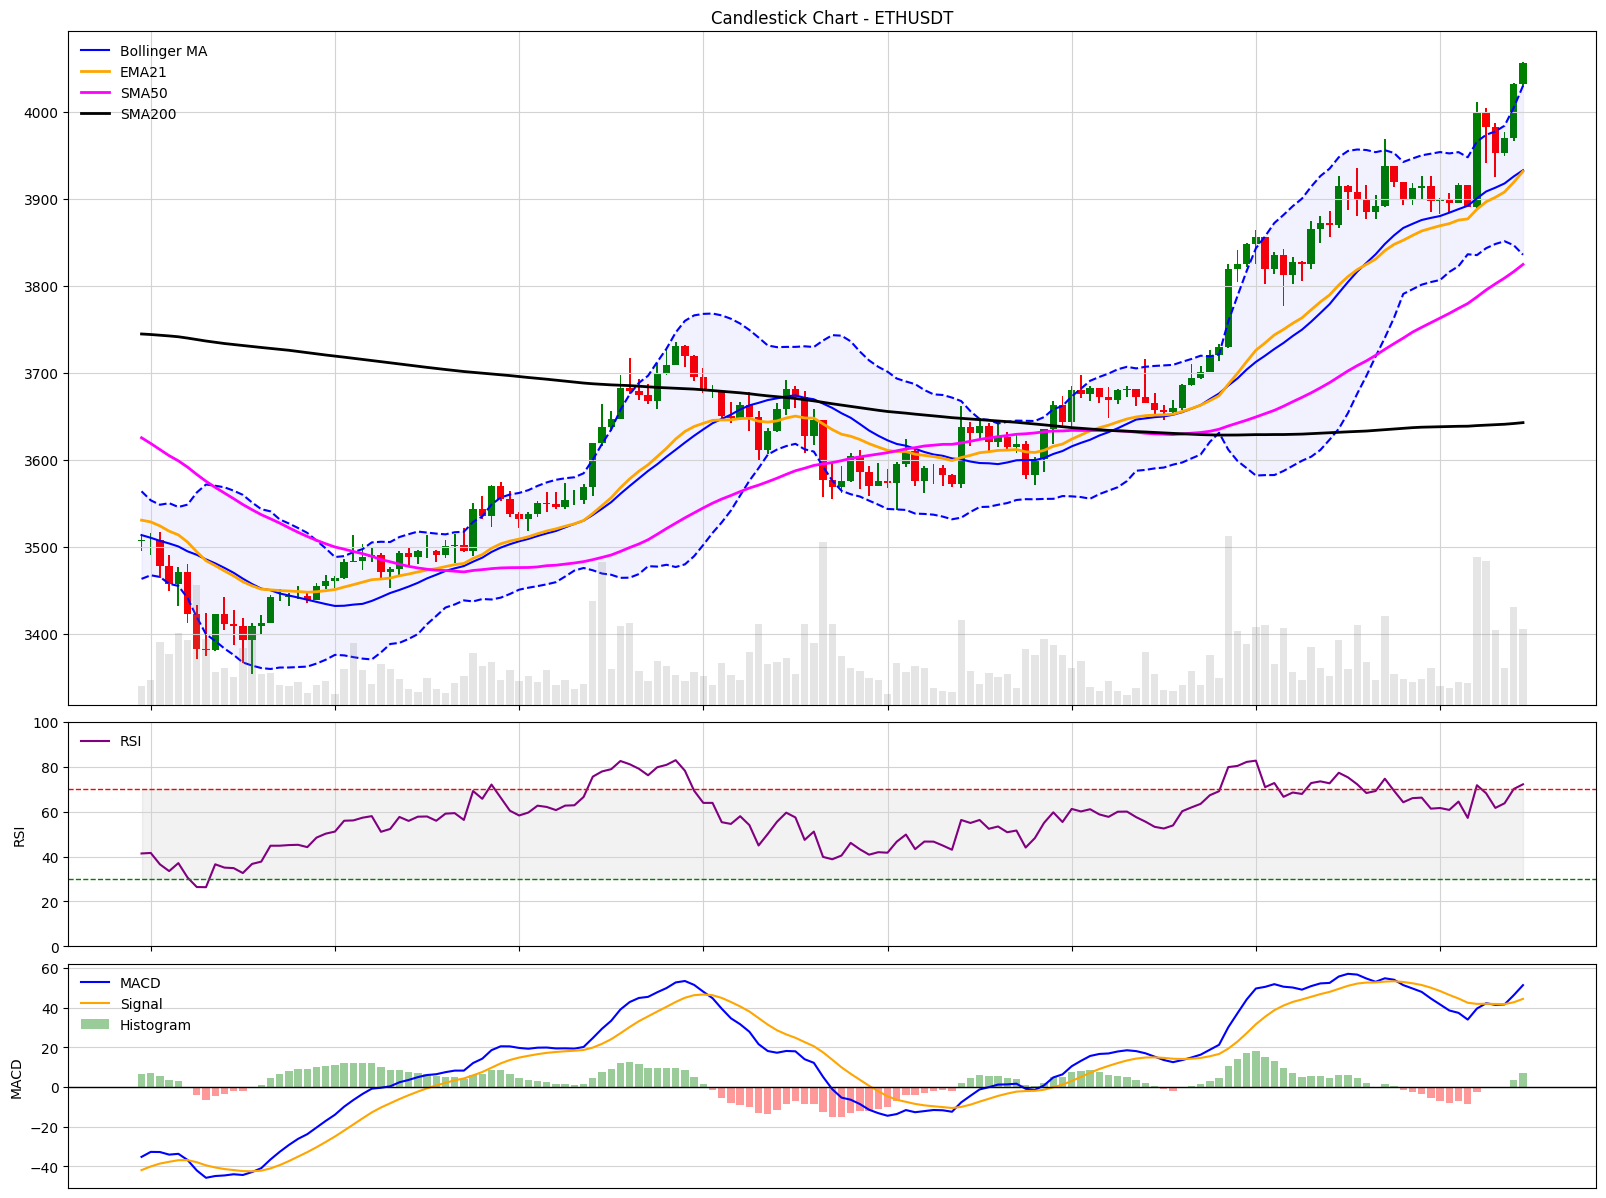 Candlestick Chart - ETHUSDT
Bollinger MA
EMA21
SMA50
SMA200
4000
3900
3800
3700
3600
3500
3400
RSI
100
80
60
40
20
0
RSI
MACD
Signal
Histogram
60
40
20
0
−20
−40
MACD